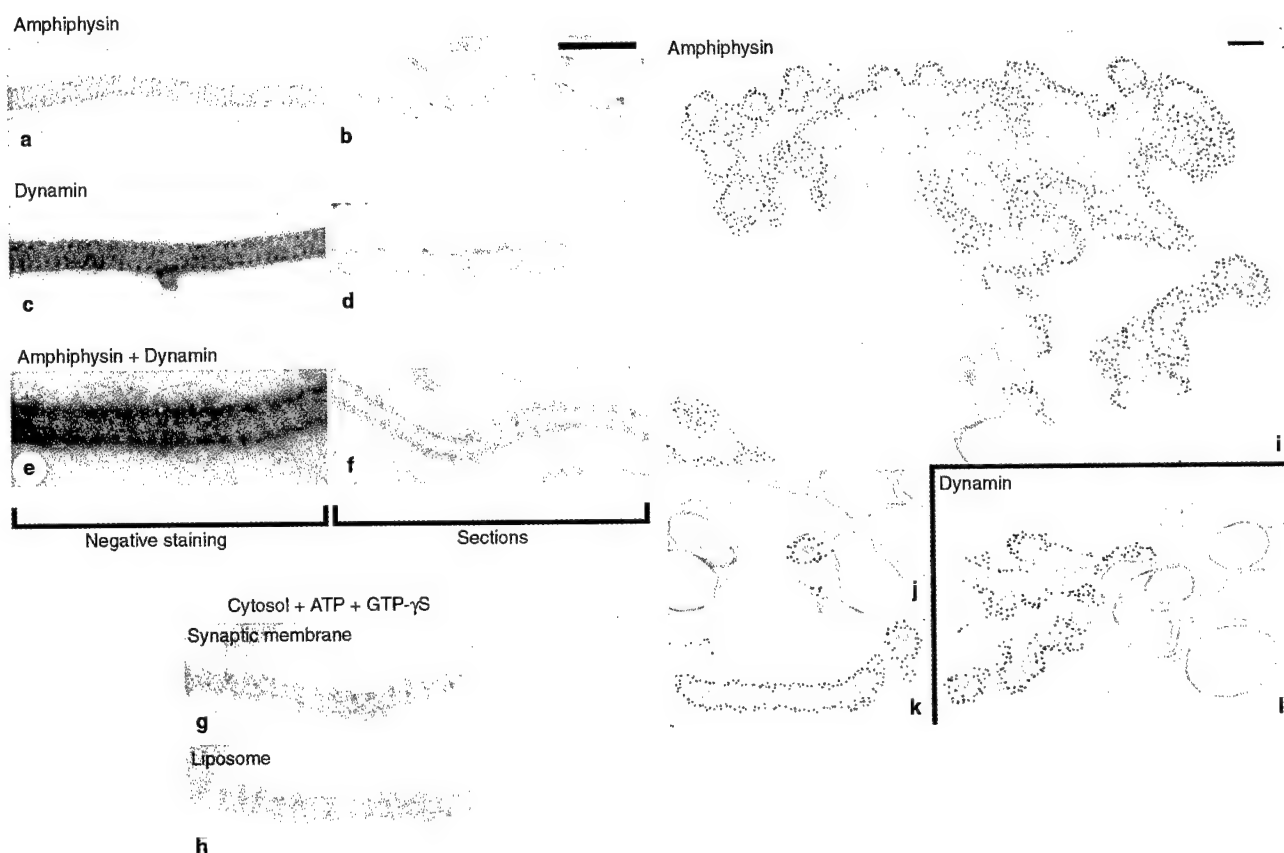 Amphiphysin
a
b
Dynamin
c
d
Amphiphysin + Dynamin
e
f
Negative staining
Sections
Cytosol + ATP + GTP-γS
Synaptic membrane
g
Liposome
h
Amphiphysin
i
j
k
Dynamin
l